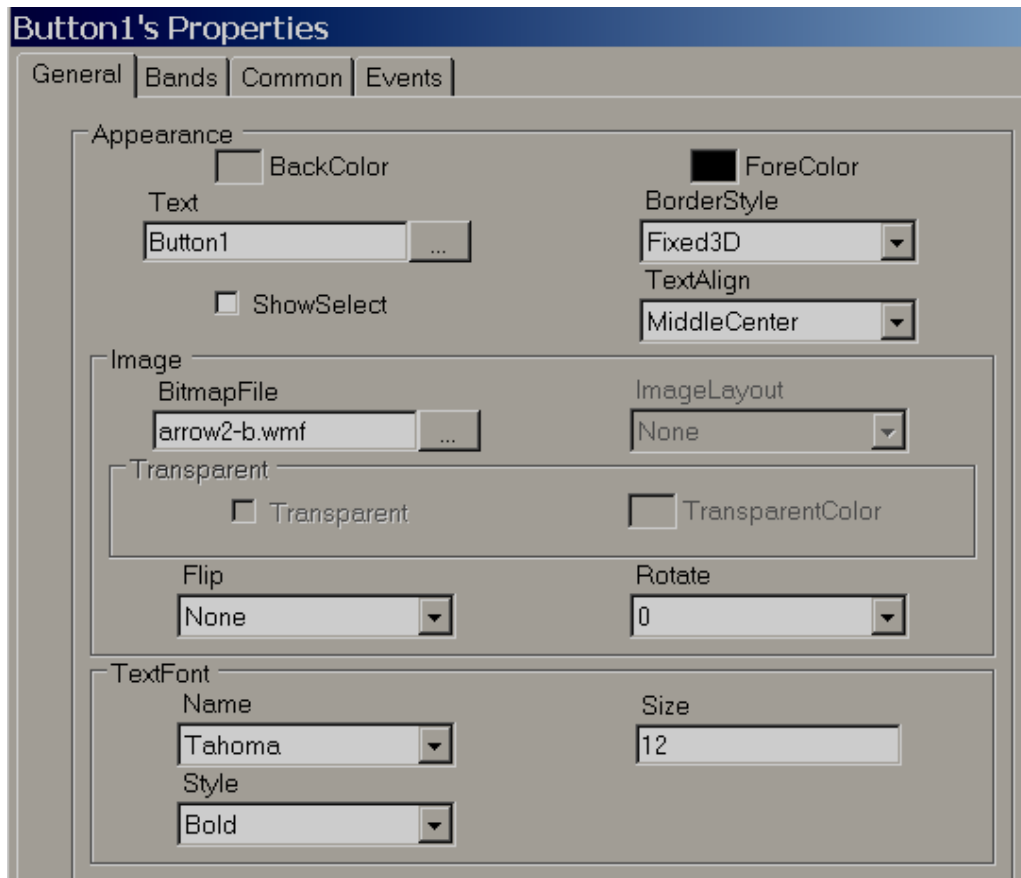 Button1's Properties
General Bands Common Events
Appearance
BackColor ForeColor
Text BorderStyle
Button1 ... Fixed3D
TextAlign
ShowSelect MiddleCenter
Image
BitmapFile ImageLayout
arrow2-b.wmf ... None
Transparent
Transparent TransparentColor
Flip Rotate
None 0
TextFont
Name Size
Tahoma 12
Style
Bold